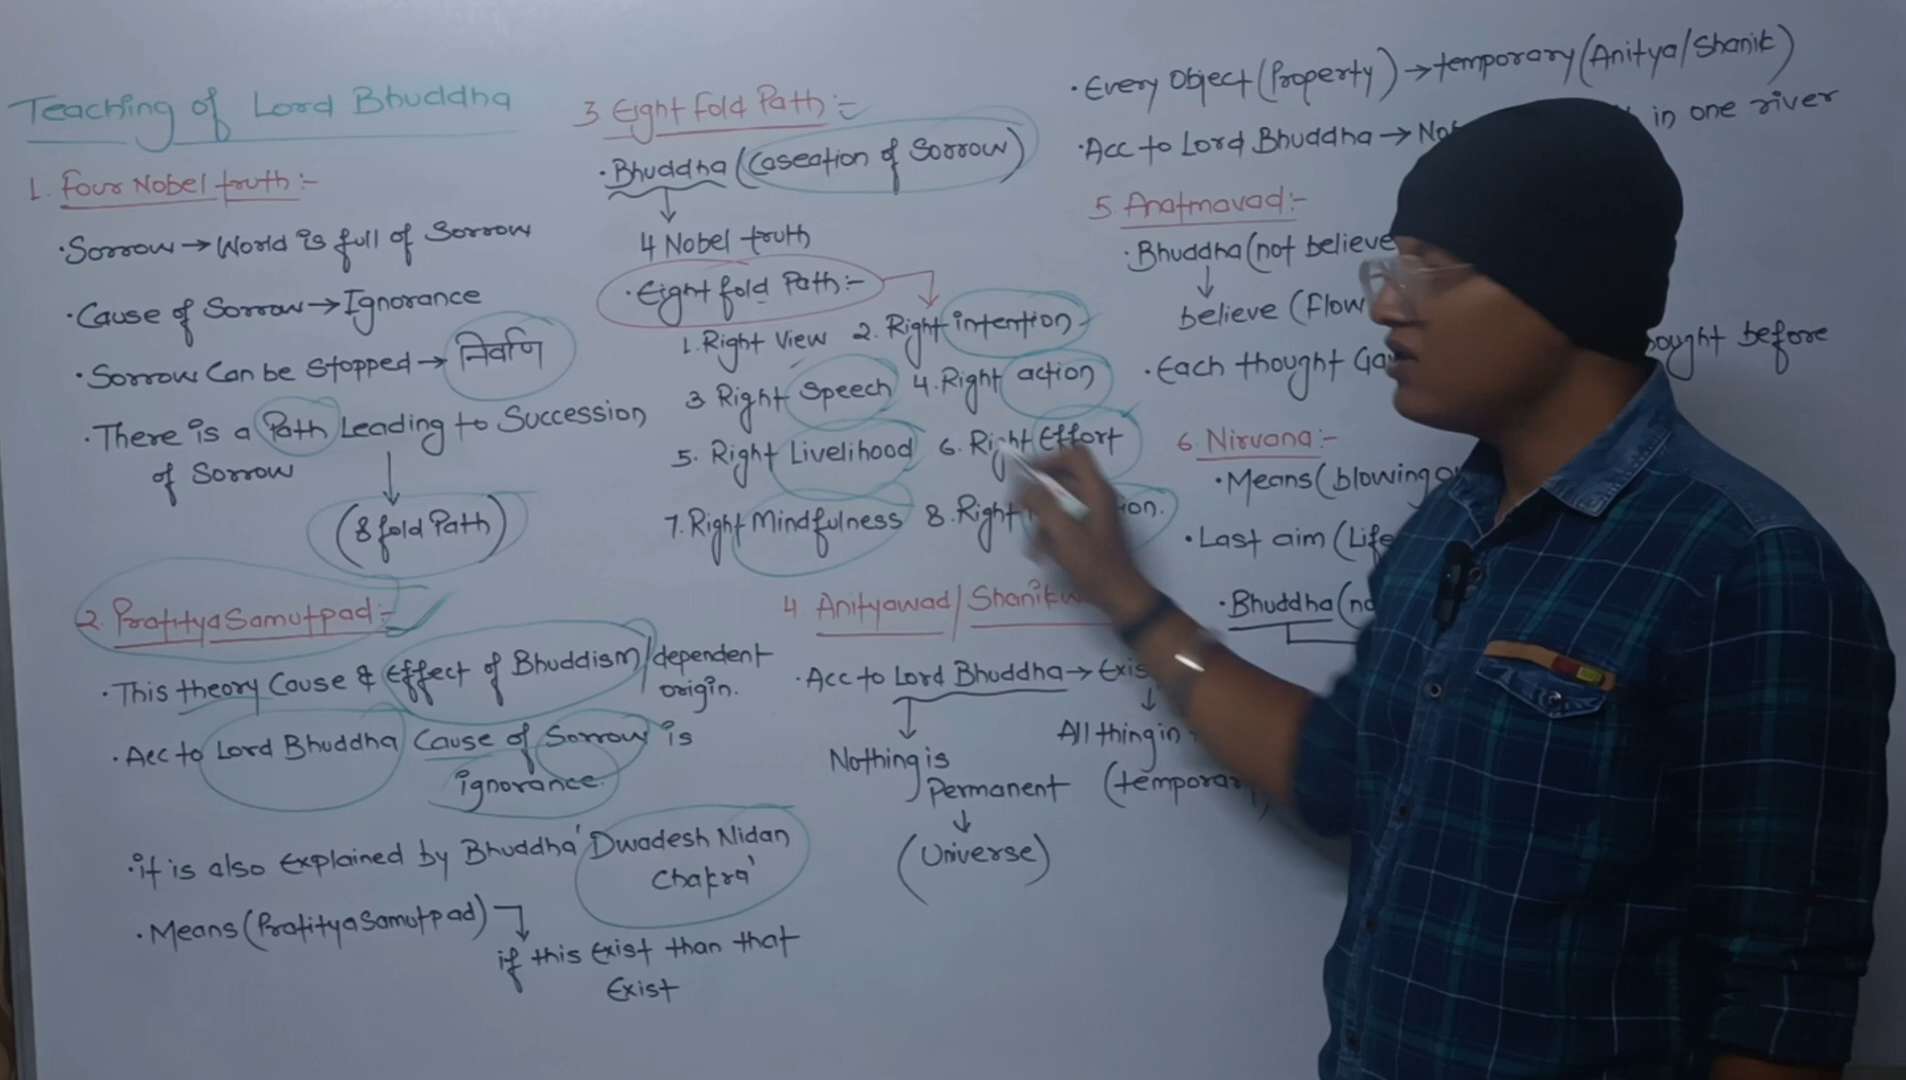 Teaching of Lord Bhuddha
1. Four Nobel truth:-
·Sorrow→World is full of Sorrow
·Cause of Sorrow→Ignorance
·Sorrow Can be Stopped→निर्वाण
·There is a Path Leading to Succession
of Sorrow
(8 fold Path)
2. PratityaSamutpad:-
·This theory Cause & Effect of Bhuddism/dependent
origin.
·Acc to Lord Bhuddha Cause of Sorrow is
ignorance.
·it is also Explained by Bhuddha 'Dwadesh Nidan
Chakra'
·Means(PratityaSamutpad)
if this Exist than that
Exist
3 Eight fold Path:-
·Bhuddha (Coseation of Sorrow)
4 Nobel truth
·Eight fold Path:-
1.Right View 2. Right intention
3 Right Speech 4.Right action
5. Right Livelihood 6. Right Effort
7. Right Mindfulness 8. Right
4 Anityawad/
·Acc to Lord Bhuddha→
Nothing is
Permanent
(Universe)
All thing in
(temporary)
·Every Object(Property)→temporary(Anitya/Shanik)
·Acc to Lord Bhuddha→ in one river
5 Anatmavad:-
·Bhuddha(not believe
believe (Flow
·Each thought before
6 Nirvana:-
·Means(blowing
·Last aim (Life
·Bhuddha